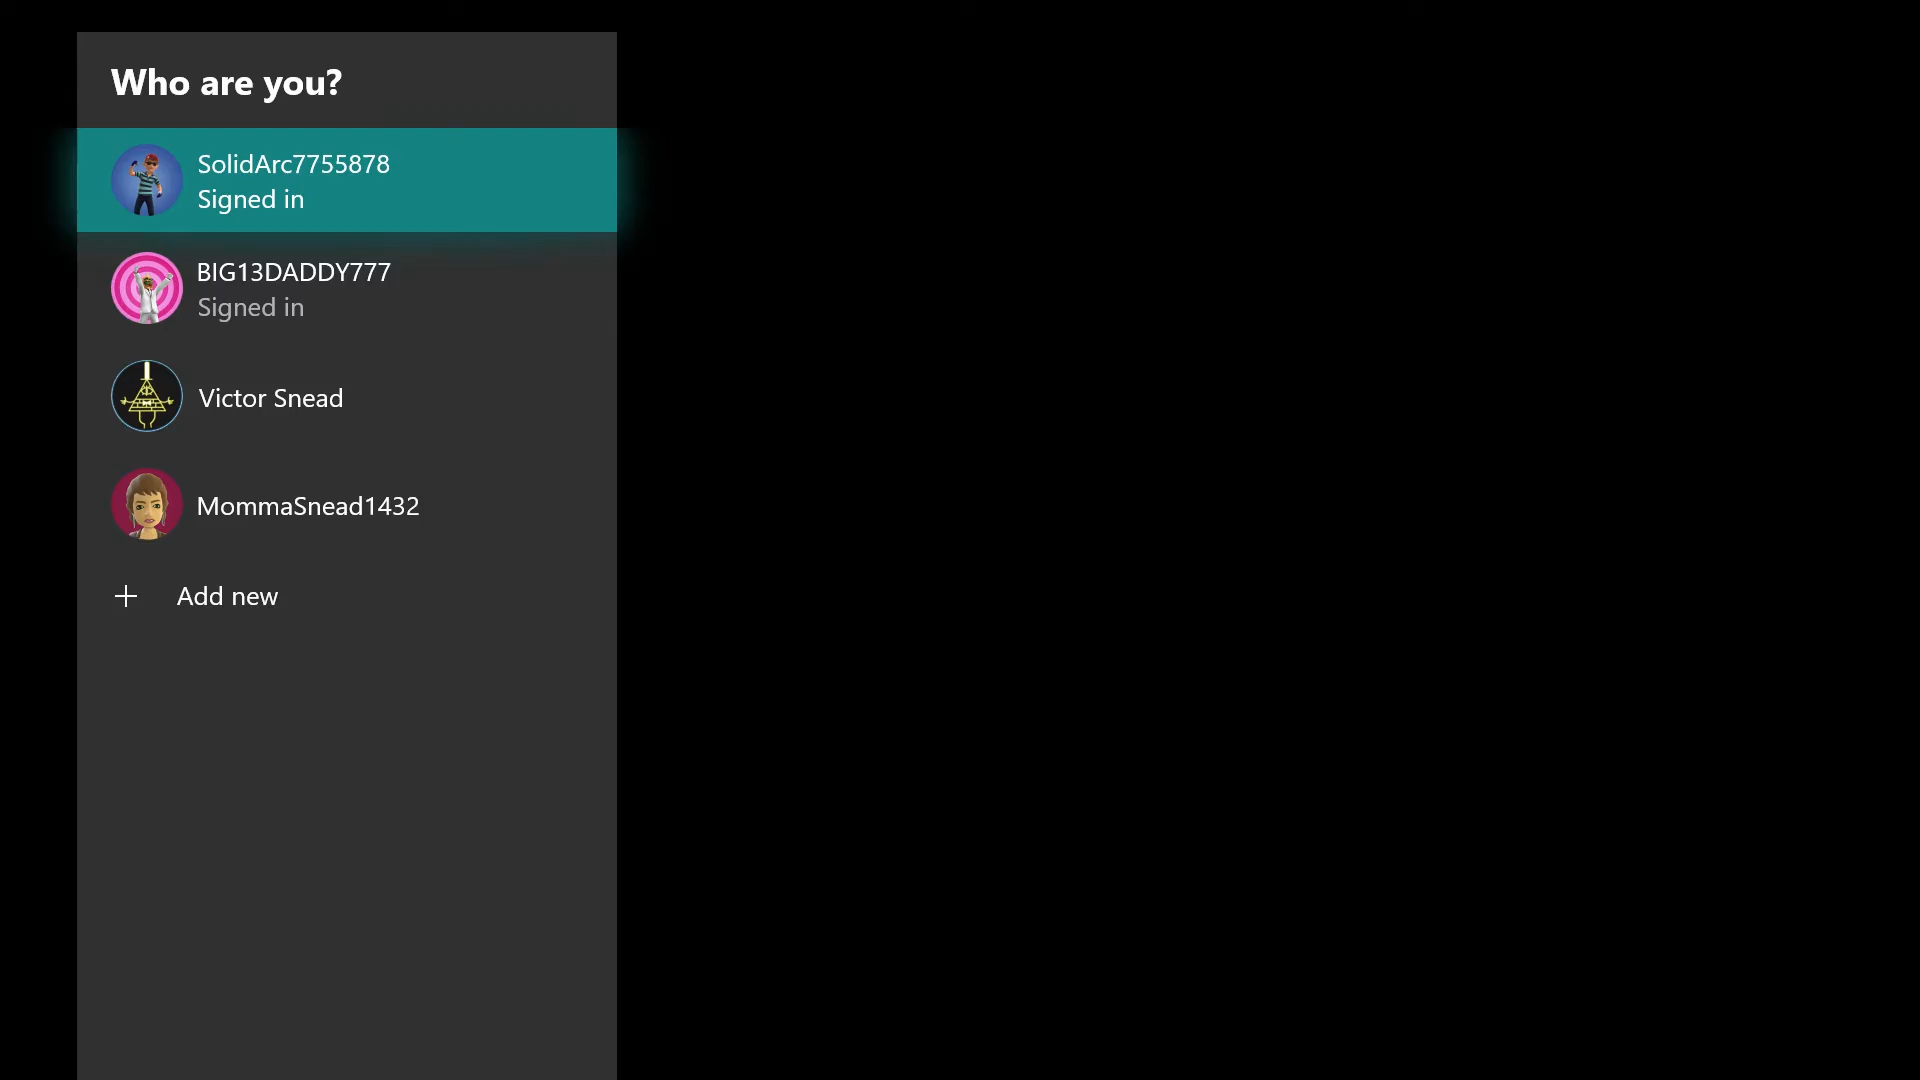 Who are you?
SolidArc7755878
Signed in
BIG13DADDY777
Signed in
Victor Snead
MommaSnead1432
Add new